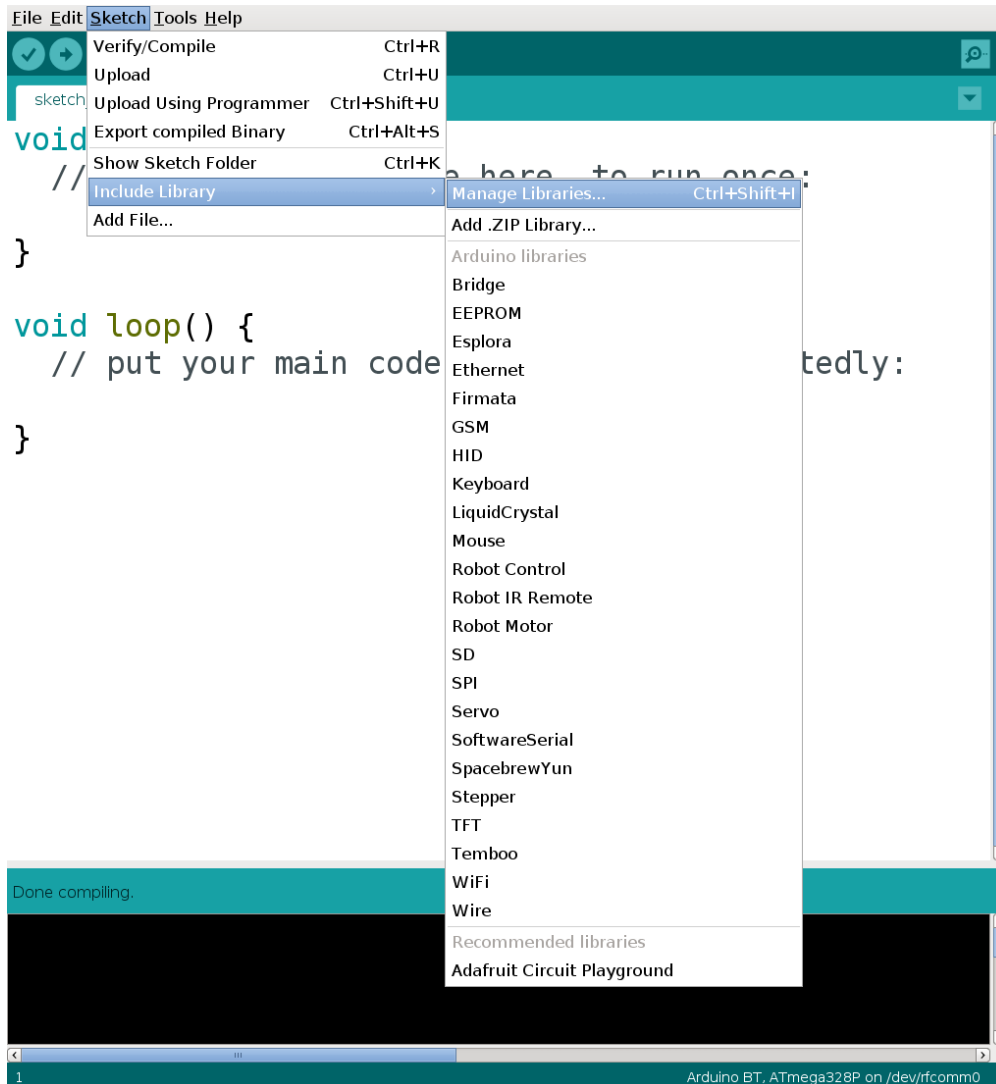 File Edit Sketch Tools Help
Verify/Compile Ctrl+R
Upload Ctrl+U
sketch_
Upload Using Programmer Ctrl+Shift+U
Export compiled Binary Ctrl+Alt+S
void
Show Sketch Folder Ctrl+K
// here, to run once:
Include Library ›
Manage Libraries... Ctrl+Shift+I
Add File...
Add .ZIP Library...
}
Arduino libraries
Bridge
EEPROM
void loop() {
Esplora
// put your main code tedly:
Ethernet
Firmata
GSM
}
HID
Keyboard
LiquidCrystal
Mouse
Robot Control
Robot IR Remote
Robot Motor
SD
SPI
Servo
SoftwareSerial
SpacebrewYun
Stepper
TFT
Temboo
WiFi
Done compiling.
Wire
Recommended libraries
Adafruit Circuit Playground
1 Arduino BT, ATmega328P on /dev/rfcomm0